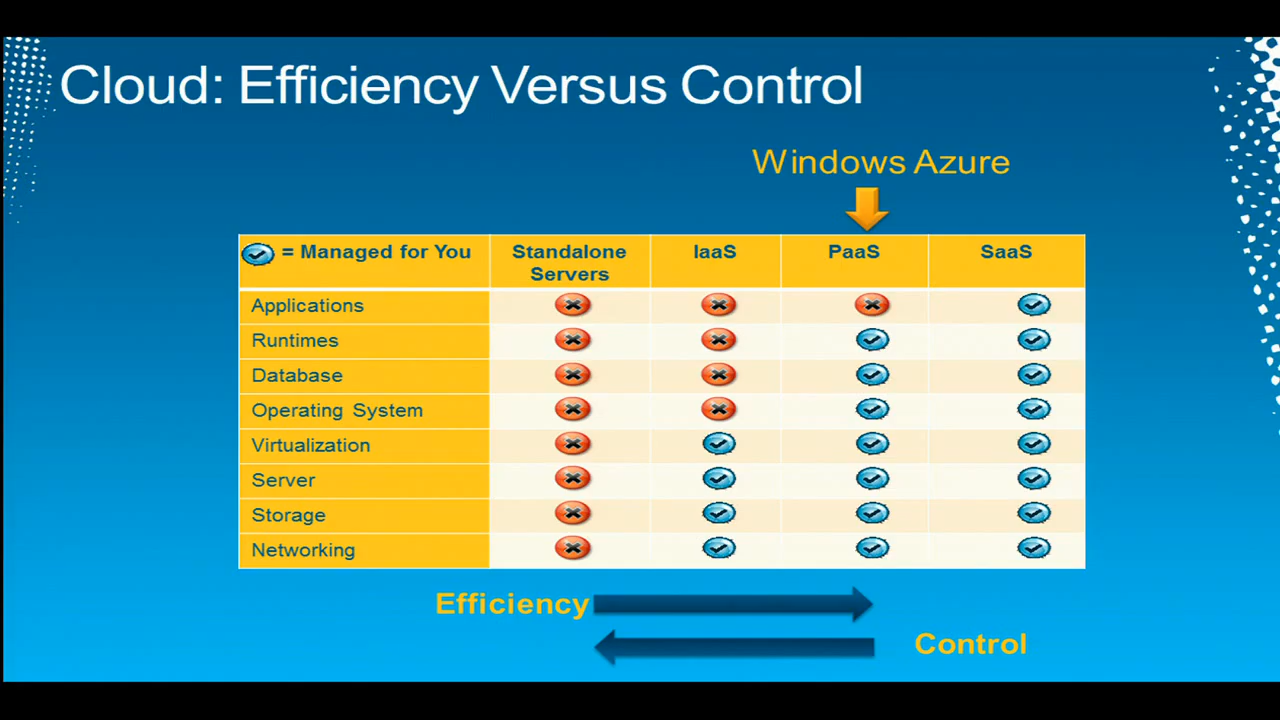 Cloud: Efficiency Versus Control
Windows Azure
= Managed for You Standalone Servers IaaS PaaS SaaS
Applications
Runtimes
Database
Operating System
Virtualization
Server
Storage
Networking
Efficiency
Control